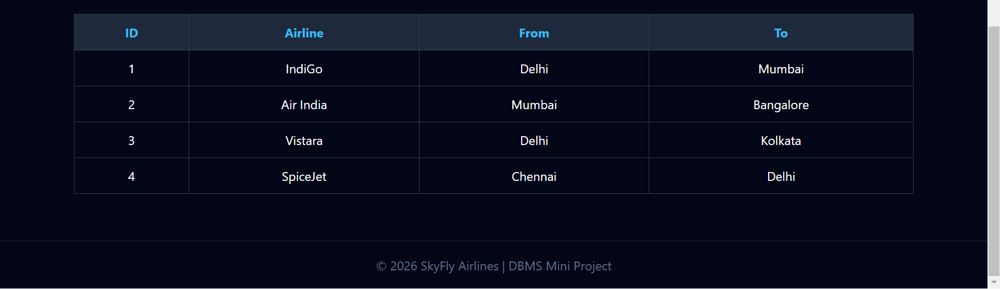 ID Airline From To
1 IndiGo Delhi Mumbai
2 Air India Mumbai Bangalore
3 Vistara Delhi Kolkata
4 SpiceJet Chennai Delhi
© 2026 SkyFly Airlines | DBMS Mini Project